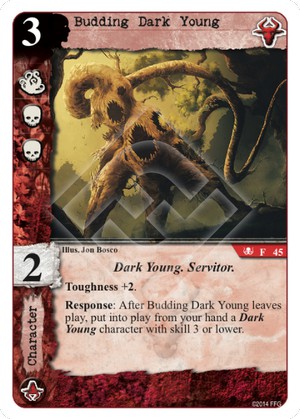 3
Budding Dark Young
Illus. Jon Bosco
F 45
2
Dark Young. Servitor.
Toughness +2.
Response: After Budding Dark Young leaves
play, put into play from your hand a Dark
Young character with skill 3 or lower.
Character
©2014 FFG